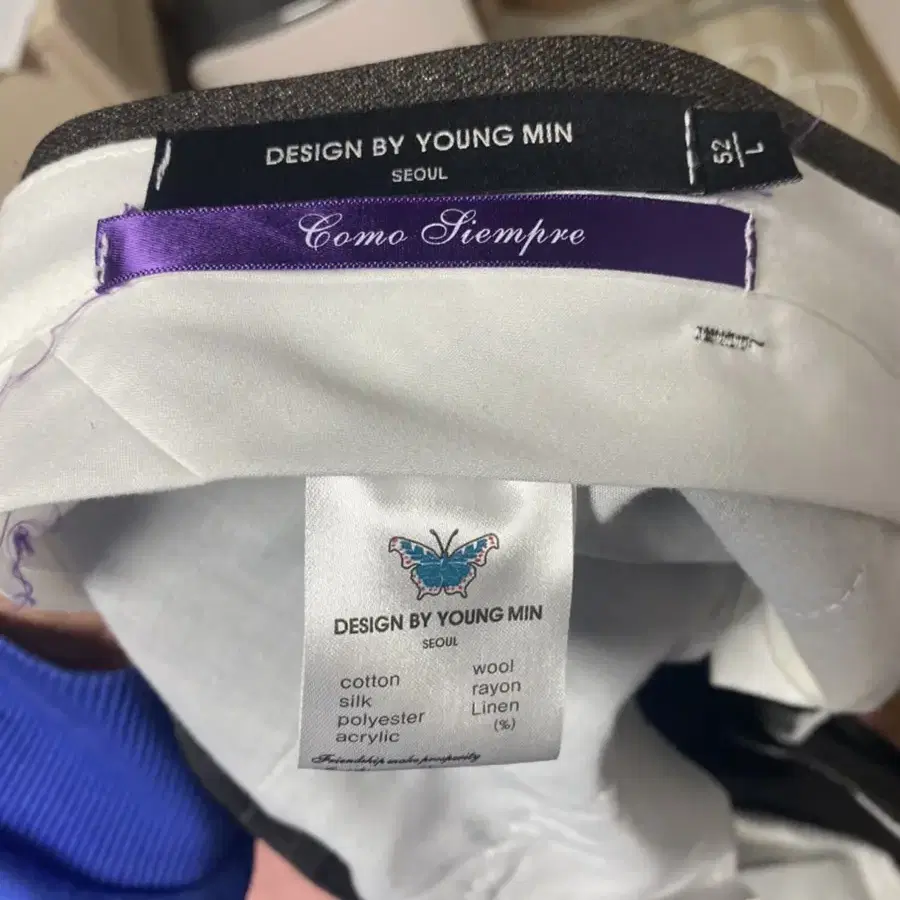 DESIGN BY YOUNG MIN
SEOUL
52
L
Como Siempre
DESIGN BY YOUNG MIN
SEOUL
cotton
silk
polyester
acrylic
wool
rayon
Linen
(%)
Friendship make prosperity